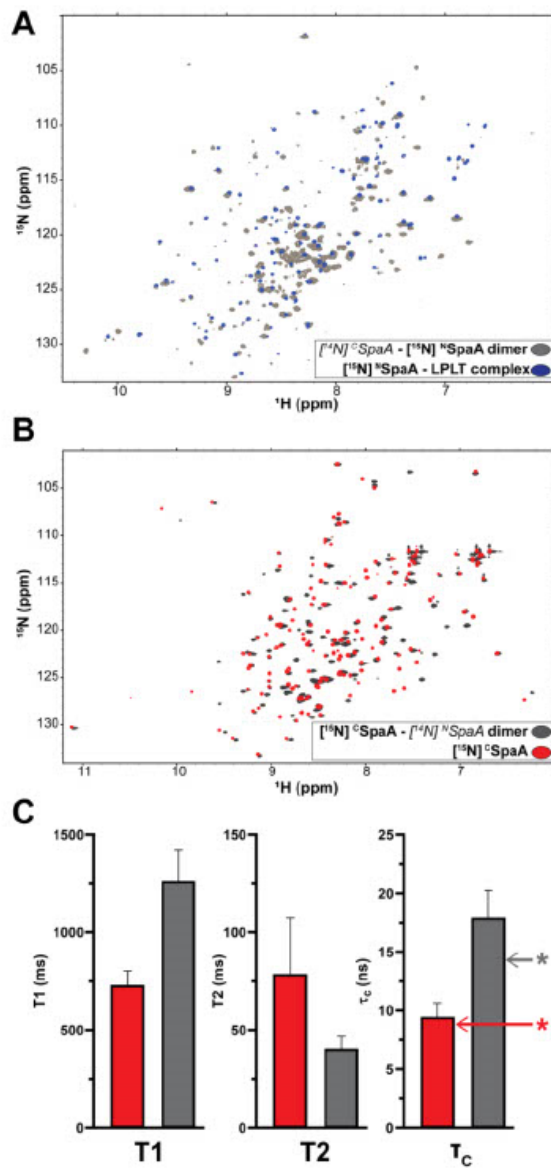 A
105
110
115
120
125
130
¹⁵N (ppm)
[¹⁴N] ᶜSpaA - [¹⁵N] ᴺSpaA dimer
[¹⁵N] ᴺSpaA - LPLT complex
10 9 8 7
¹H (ppm)
B
105
110
115
120
125
130
¹⁵N (ppm)
[¹⁵N] ᶜSpaA - [¹⁴N] ᴺSpaA dimer
[¹⁵N] ᶜSpaA
11 10 9 8 7
¹H (ppm)
C
1500
1000
500
0
T1 (ms)
T1
150
100
50
0
T2 (ms)
T2
25
20
15
10
5
0
τc (ns)
*
*
τc